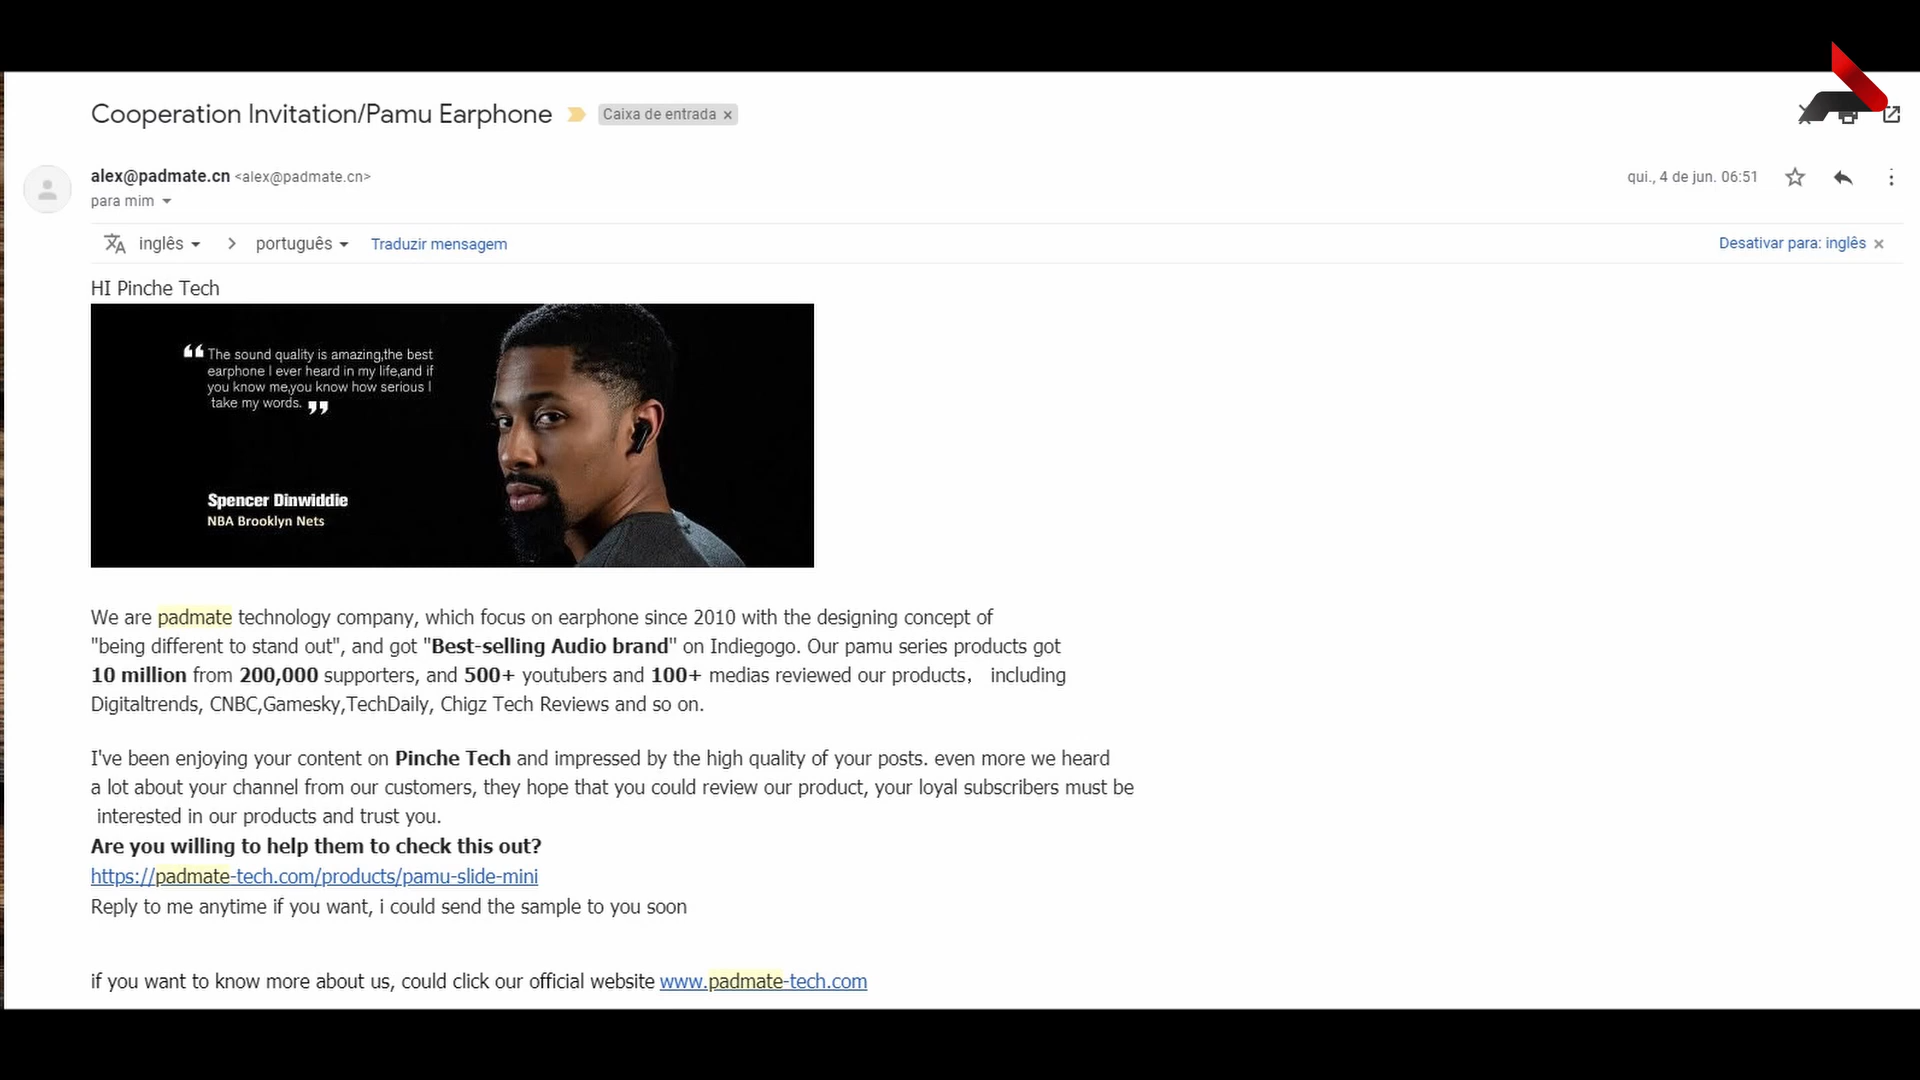 Cooperation Invitation/Pamu Earphone Caixa de entrada ×
alex@padmate.cn <alex@padmate.cn>
qui., 4 de jun. 06:51
para mim
inglês > português Traduzir mensagem
Desativar para: inglês ×
HI Pinche Tech
“ The sound quality is amazing,the best
earphone I ever heard in my life,and if
you know me,you know how serious I
take my words. ”
Spencer Dinwiddie
NBA Brooklyn Nets
We are padmate technology company, which focus on earphone since 2010 with the designing concept of
"being different to stand out", and got "Best-selling Audio brand" on Indiegogo. Our pamu series products got
10 million from 200,000 supporters, and 500+ youtubers and 100+ medias reviewed our products， including
Digitaltrends, CNBC,Gamesky,TechDaily, Chigz Tech Reviews and so on.
I've been enjoying your content on Pinche Tech and impressed by the high quality of your posts. even more we heard
a lot about your channel from our customers, they hope that you could review our product, your loyal subscribers must be
interested in our products and trust you.
Are you willing to help them to check this out?
https://padmate-tech.com/products/pamu-slide-mini
Reply to me anytime if you want, i could send the sample to you soon
if you want to know more about us, could click our official website www.padmate-tech.com